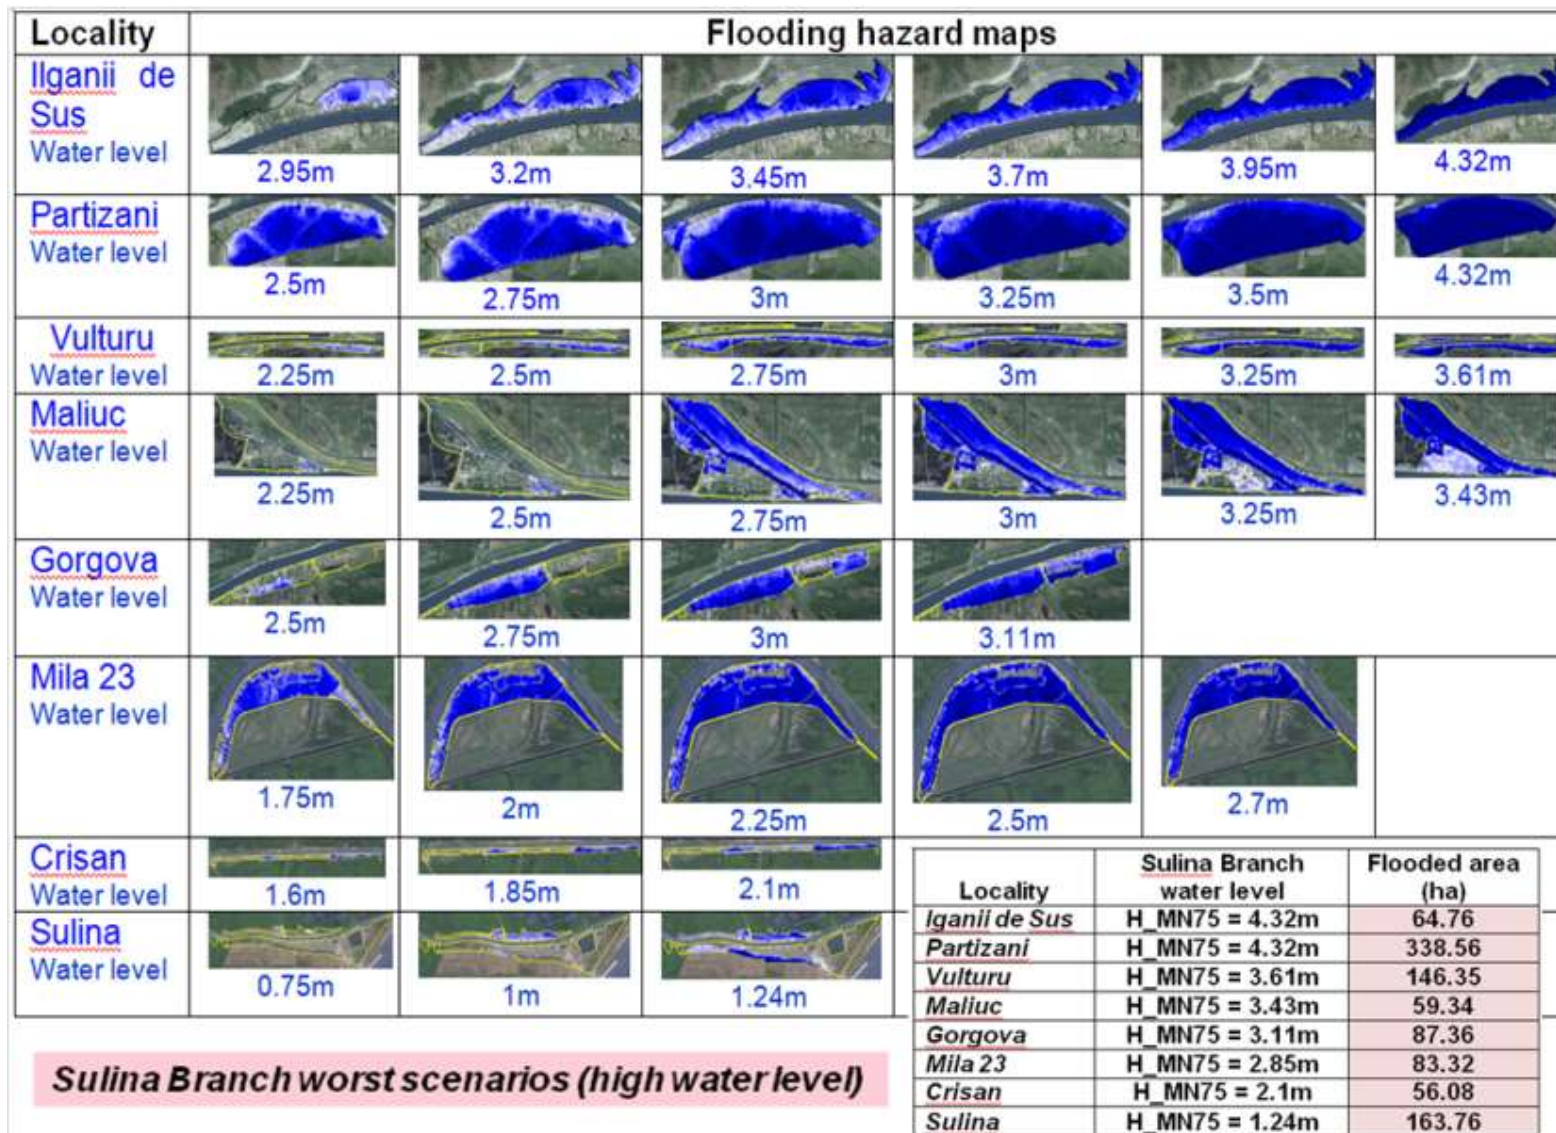 Locality Flooding hazard maps
Ilganii de
Sus
Water level
2.95m 3.2m 3.45m 3.7m 3.95m 4.32m
Partizani
Water level
2.5m 2.75m 3m 3.25m 3.5m 4.32m
Vulturu
Water level 2.25m 2.5m 2.75m 3m 3.25m 3.61m
Maliuc
Water level
2.25m 2.5m 2.75m 3m 3.25m 3.43m
Gorgova
Water level
2.5m 2.75m 3m 3.11m
Mila 23
Water level
1.75m 2m 2.25m 2.5m 2.7m
Crisan
Water level 1.6m 1.85m 2.1m
Sulina
Water level
0.75m 1m 1.24m
Locality Sulina Branch water level Flooded area (ha)
Iganii de Sus H_MN75 = 4.32m 64.76
Partizani H_MN75 = 4.32m 338.56
Vulturu H_MN75 = 3.61m 146.35
Maliuc H_MN75 = 3.43m 59.34
Gorgova H_MN75 = 3.11m 87.36
Mila 23 H_MN75 = 2.85m 83.32
Crisan H_MN75 = 2.1m 56.08
Sulina H_MN75 = 1.24m 163.76
Sulina Branch worst scenarios (high water level)